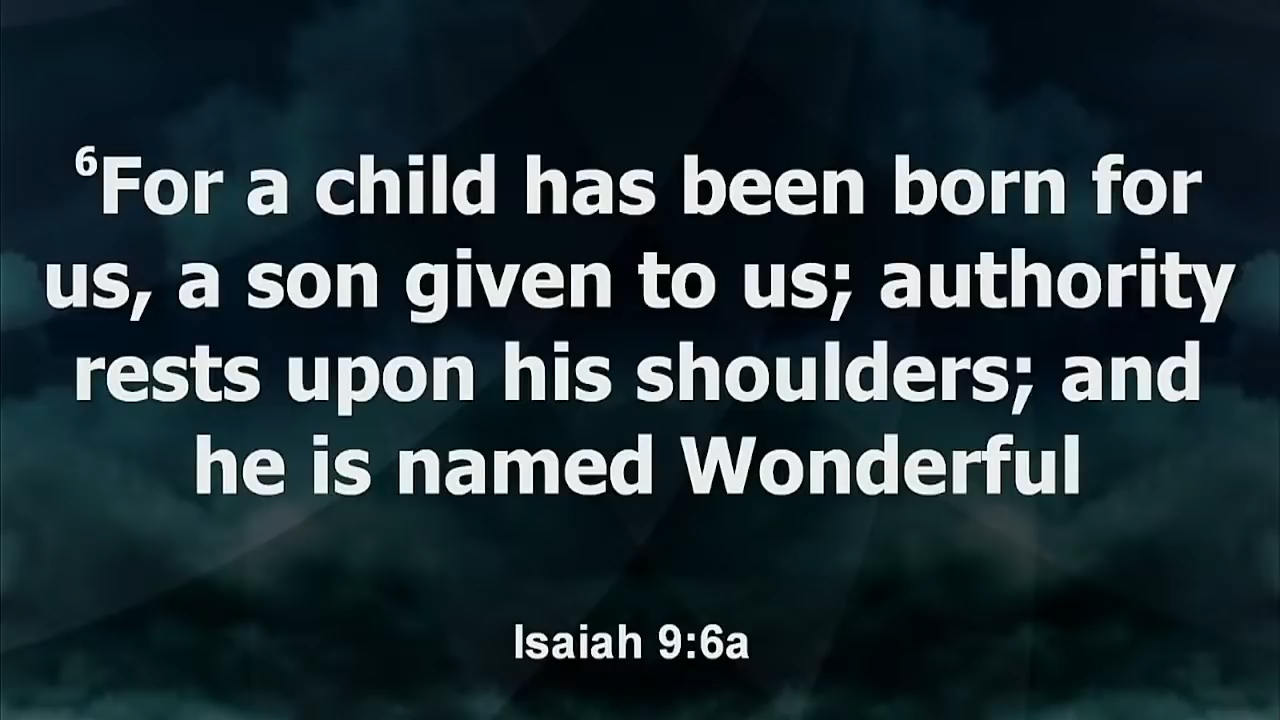 ⁶For a child has been born for
us, a son given to us; authority
rests upon his shoulders; and
he is named Wonderful
Isaiah 9:6a